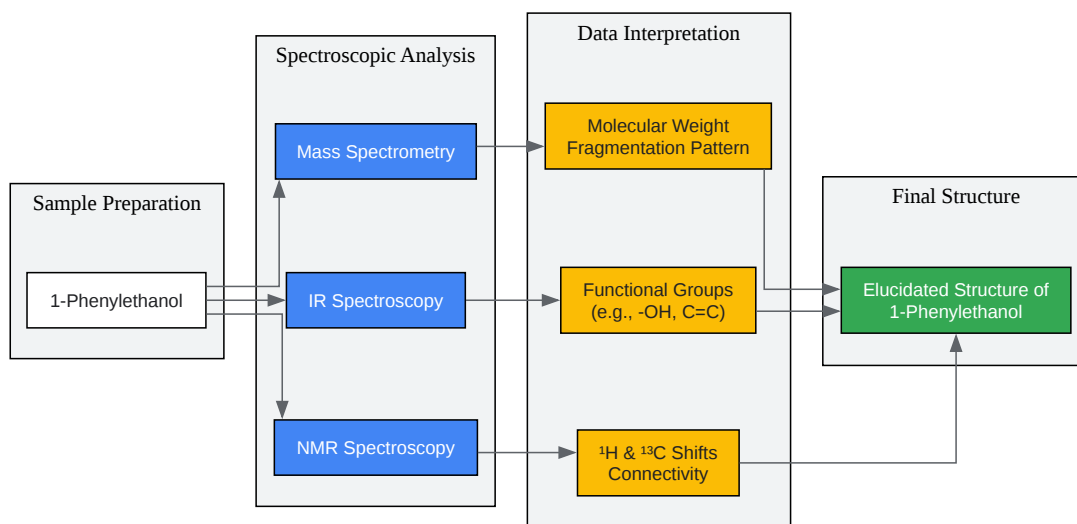 Sample Preparation
1-Phenylethanol
Spectroscopic Analysis
Mass Spectrometry
IR Spectroscopy
NMR Spectroscopy
Data Interpretation
Molecular Weight
Fragmentation Pattern
Functional Groups
(e.g., -OH, C=C)
¹H & ¹³C Shifts
Connectivity
Final Structure
Elucidated Structure of
1-Phenylethanol